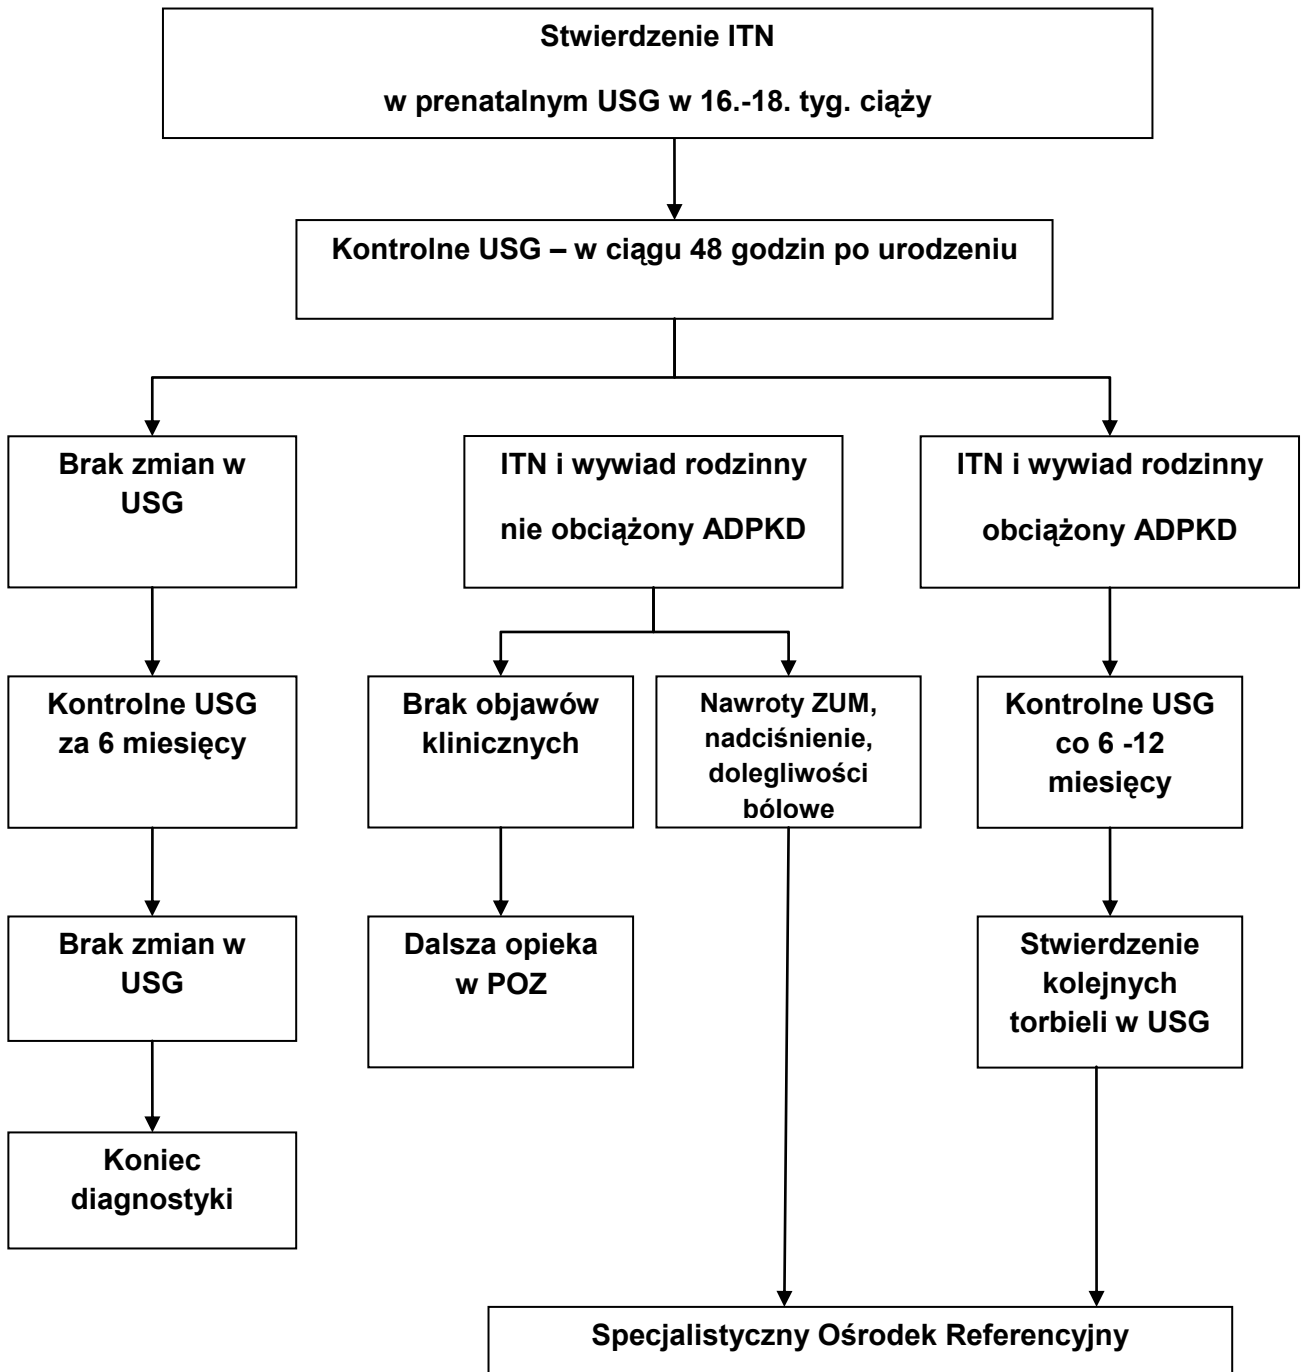 Stwierdzenie ITN
w prenatalnym USG w 16.-18. tyg. ciąży
Kontrolne USG – w ciągu 48 godzin po urodzeniu
Brak zmian w
USG
ITN i wywiad rodzinny
nie obciążony ADPKD
ITN i wywiad rodzinny
obciążony ADPKD
Kontrolne USG
za 6 miesięcy
Brak objawów
klinicznych
Nawroty ZUM,
nadciśnienie,
dolegliwości
bólowe
Kontrolne USG
co 6 -12
miesięcy
Brak zmian w
USG
Dalsza opieka
w POZ
Stwierdzenie
kolejnych
torbieli w USG
Koniec
diagnostyki
Specjalistyczny Ośrodek Referencyjny